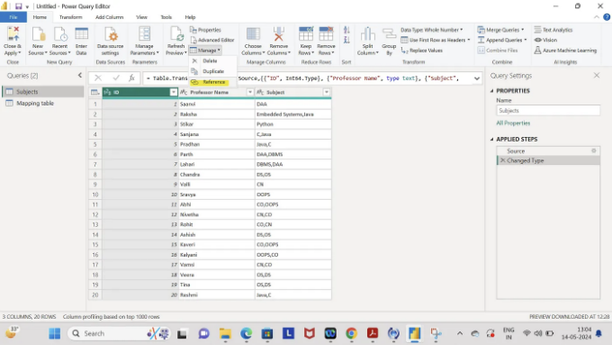 Untitled - Power Query Editor
File Home Transform Add Column View Tools Help
Close & Apply New Source Recent Sources Enter Data Data source settings Manage Parameters Refresh Preview Properties Advanced Editor Manage Choose Columns Remove Columns Keep Rows Remove Rows Split Column Group By Data Type: Whole Number Use First Row as Headers Replace Values Merge Queries Append Queries Combine Files Text Analytics Vision Azure Machine Learning
Close New Query Data Sources Parameters Delete Manage Columns Reduce Rows Sort Transform Combine AI Insights
Duplicate
Reference
Queries [2]
Subjects
Mapping table
= Table.Trans Source,{{"ID", Int64.Type}, {"Professor Name", type text}, {"Subject",
ID Professor Name Subject
1 1 Saanvi DAA
2 2 Raksha Embedded Systems,Java
3 3 Python
4 4 Sanjana C,Java
5 5 Pradhan Java,C
6 6 Parth DAA,DBMS
7 7 Lahari DBMS,DAA
8 8 Chandra DS,OS
9 9 Valli CN
10 10 Sravya OOPS
11 11 Abhi CO,OOPS
12 12 Nivetha CN,CO
13 13 Rohit CO,CN
14 14 Ashish DS,OS
15 15 Kaveri CO,OOPS
16 16 Kalyani OOPS,CO
17 17 Vamsi CN,CO
18 18 Veera DS,OS
19 19 Tina DS,OS
20 20 Rashmi Java,C
Query Settings
PROPERTIES
Name
Subjects
All Properties
APPLIED STEPS
Source
Changed Type
3 COLUMNS, 20 ROWS Column profiling based on top 1000 rows PREVIEW DOWNLOADED AT 12:28
Search
ENG
IN
13:04
14-05-2024